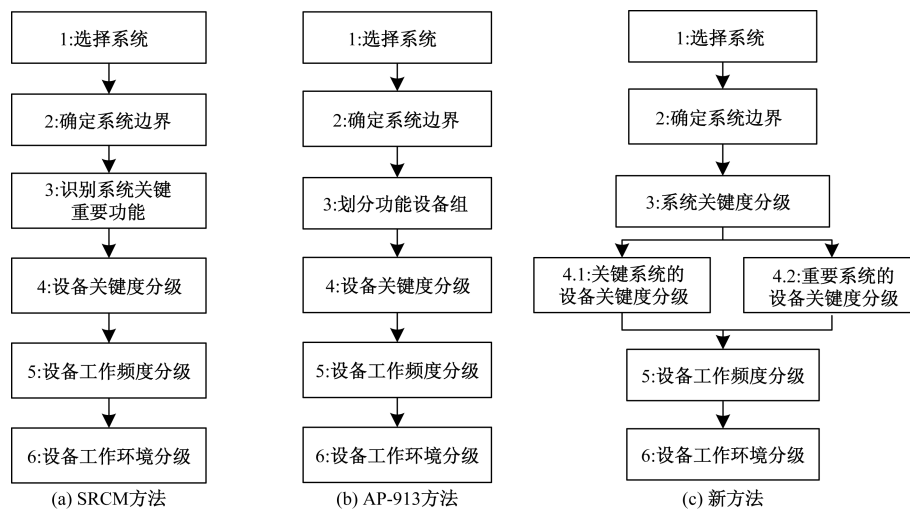 1:选择系统
2:确定系统边界
3:识别系统关键
重要功能
4:设备关键度分级
5:设备工作频度分级
6:设备工作环境分级
(a) SRCM方法
1:选择系统
2:确定系统边界
3:划分功能设备组
4:设备关键度分级
5:设备工作频度分级
6:设备工作环境分级
(b) AP-913方法
1:选择系统
2:确定系统边界
3:系统关键度分级
4.1:关键系统的
设备关键度分级
4.2:重要系统的
设备关键度分级
5:设备工作频度分级
6:设备工作环境分级
(c) 新方法